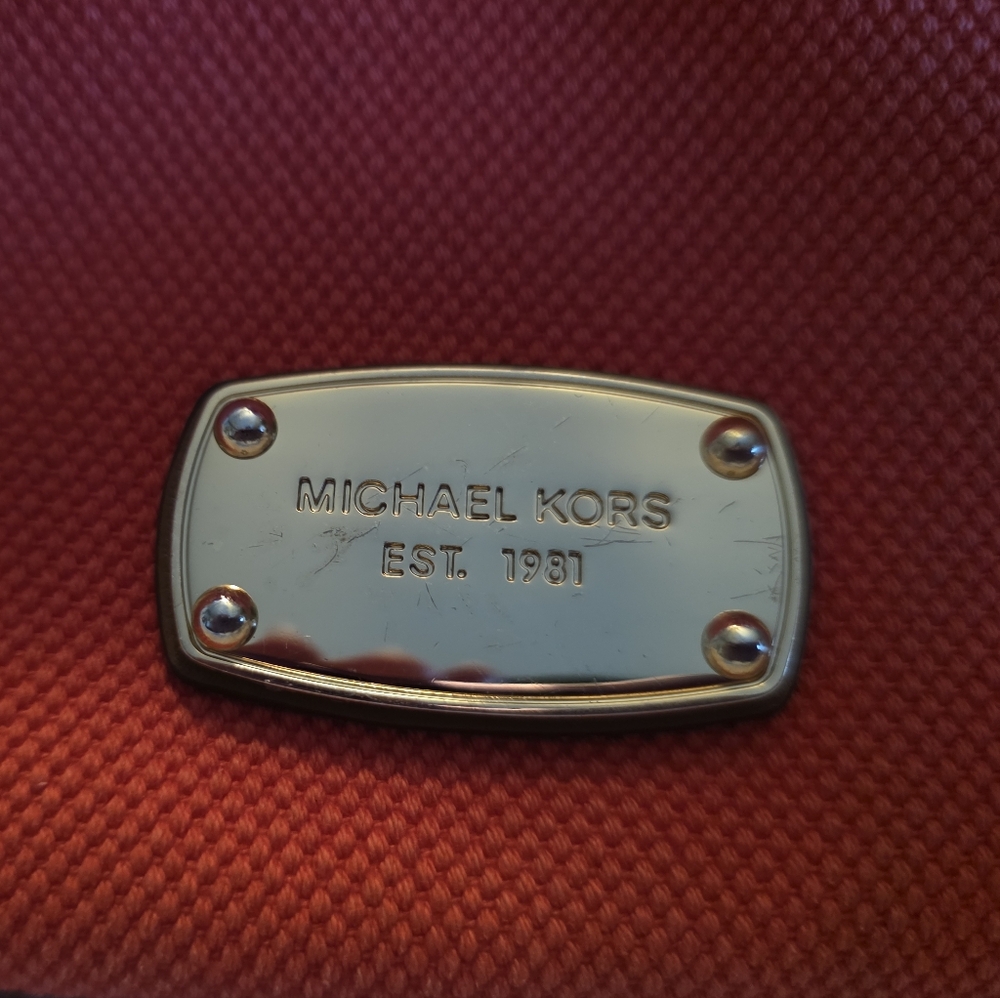 MICHAEL KORS
EST. 1981